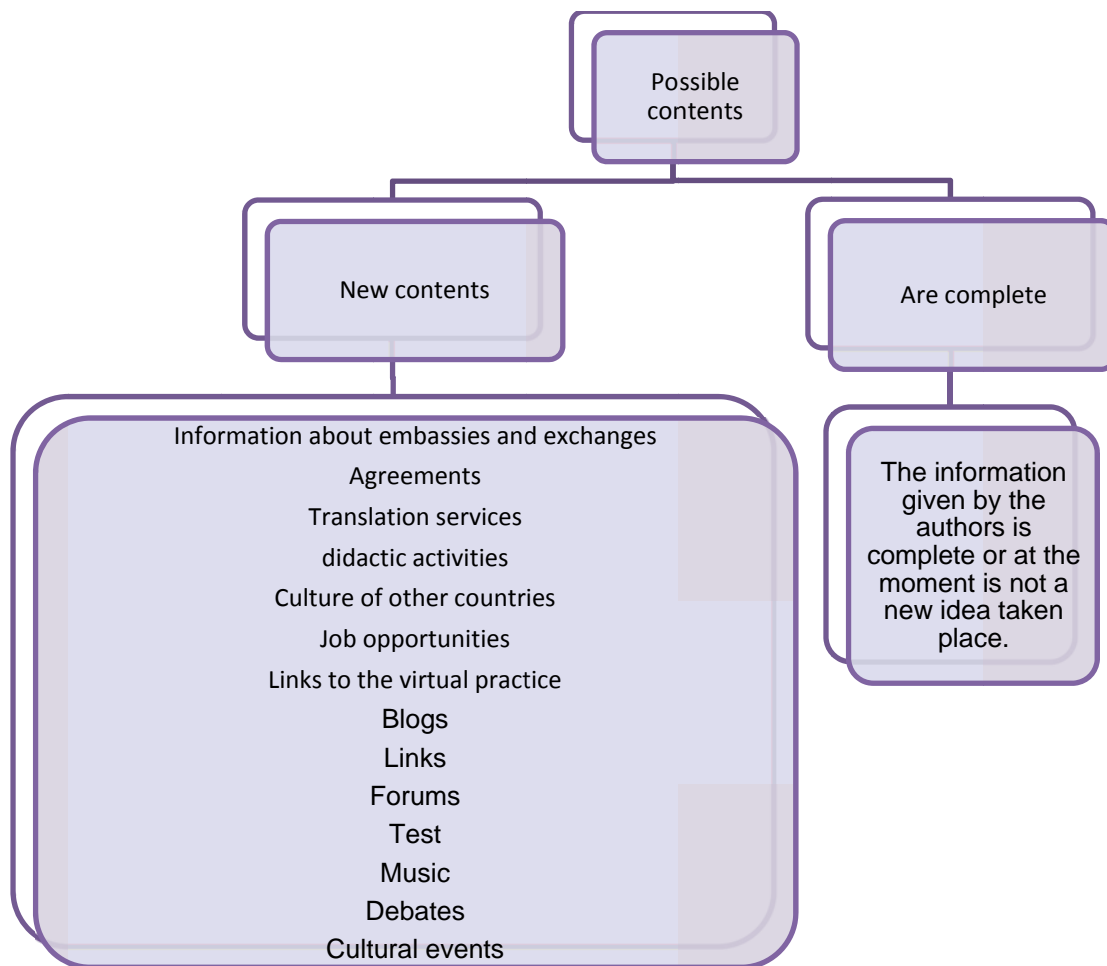 Possible
contents
New contents
Are complete
Information about embassies and exchanges
Agreements
Translation services
didactic activities
Culture of other countries
Job opportunities
Links to the virtual practice
Blogs
Links
Forums
Test
Music
Debates
Cultural events
The information
given by the
authors is
complete or at the
moment is not a
new idea taken
place.